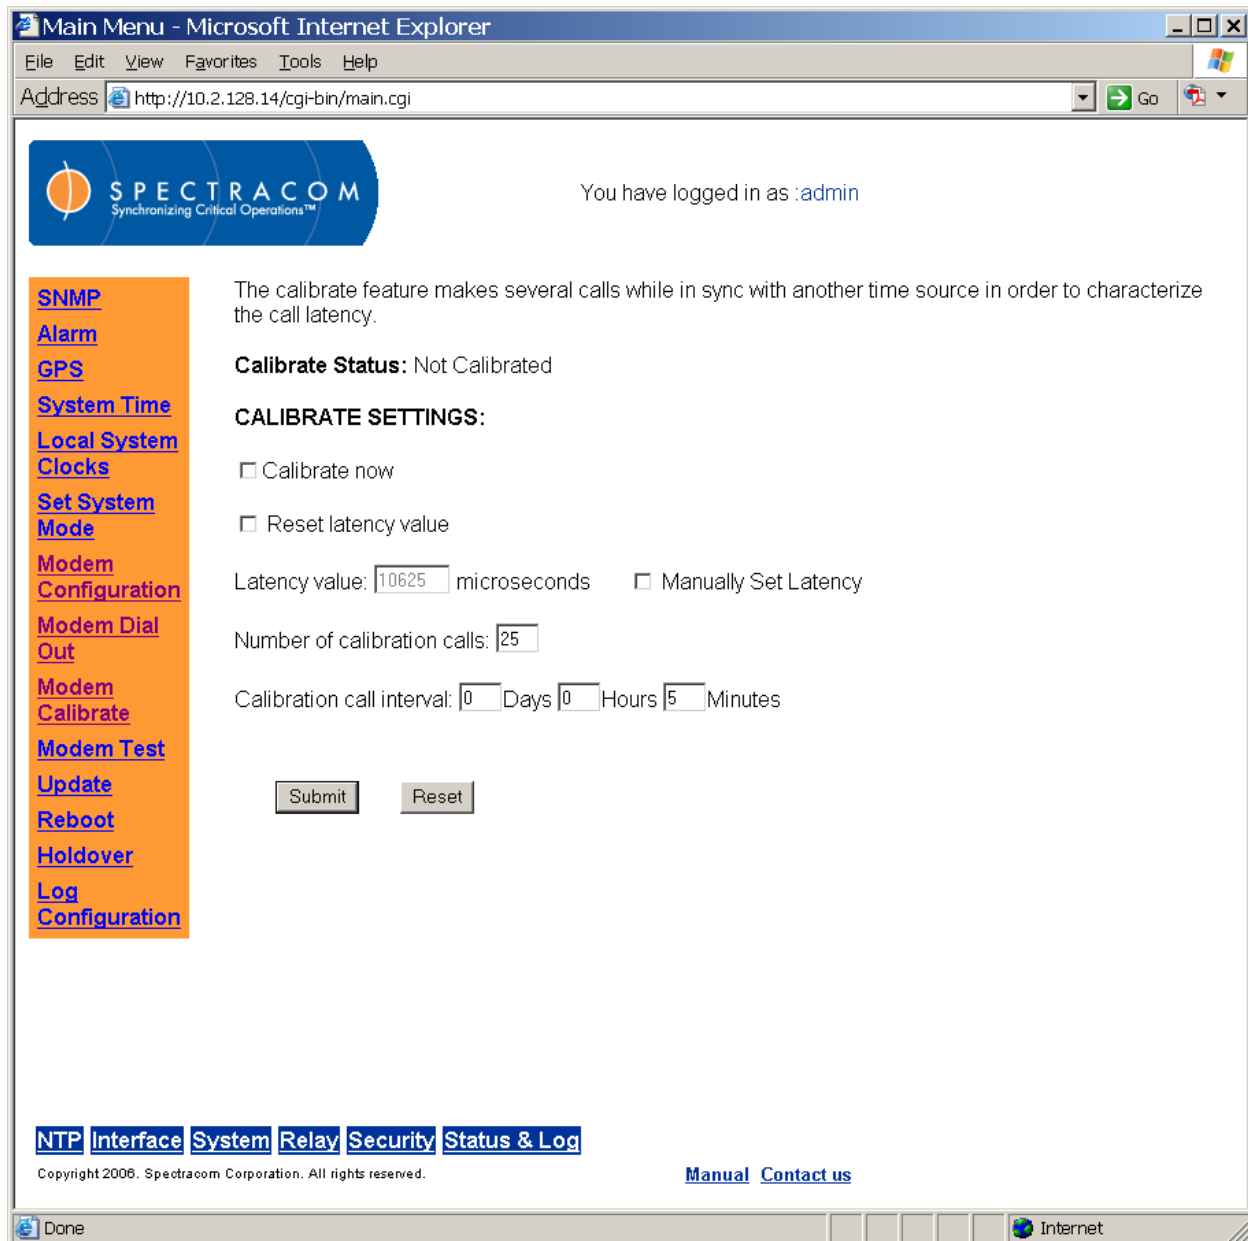 Main Menu - Microsoft Internet Explorer
File Edit View Favorites Tools Help
Address http://10.2.128.14/cgi-bin/main.cgi Go
SPECTRACOM
Synchronizing Critical Operations™
You have logged in as :admin
SNMP
Alarm
GPS
System Time
Local System
Clocks
Set System
Mode
Modem
Configuration
Modem Dial
Out
Modem
Calibrate
Modem Test
Update
Reboot
Holdover
Log
Configuration
The calibrate feature makes several calls while in sync with another time source in order to characterize
the call latency.
Calibrate Status: Not Calibrated
CALIBRATE SETTINGS:
Calibrate now
Reset latency value
Latency value: 10625 microseconds Manually Set Latency
Number of calibration calls: 25
Calibration call interval: 0 Days 0 Hours 5 Minutes
Submit Reset
NTP Interface System Relay Security Status & Log
Copyright 2006. Spectracom Corporation. All rights reserved.
Manual Contact us
Done Internet